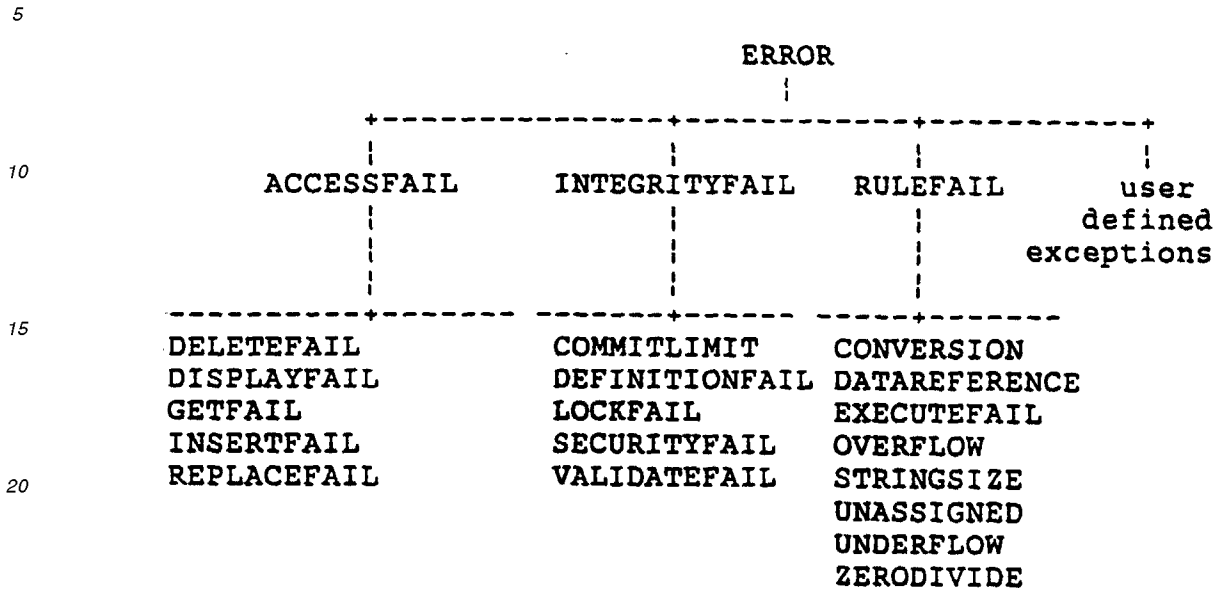 5
ERROR
10 ACCESSFAIL INTEGRITYFAIL RULEFAIL user
defined
exceptions
15
DELETEFAIL COMMITLIMIT CONVERSION
DISPLAYFAIL DEFINITIONFAIL DATAREFERENCE
GETFAIL LOCKFAIL EXECUTEFAIL
INSERTFAIL SECURITYFAIL OVERFLOW
20 REPLACEFAIL VALIDATEFAIL STRINGSIZE
UNASSIGNED
UNDERFLOW
ZERODIVIDE